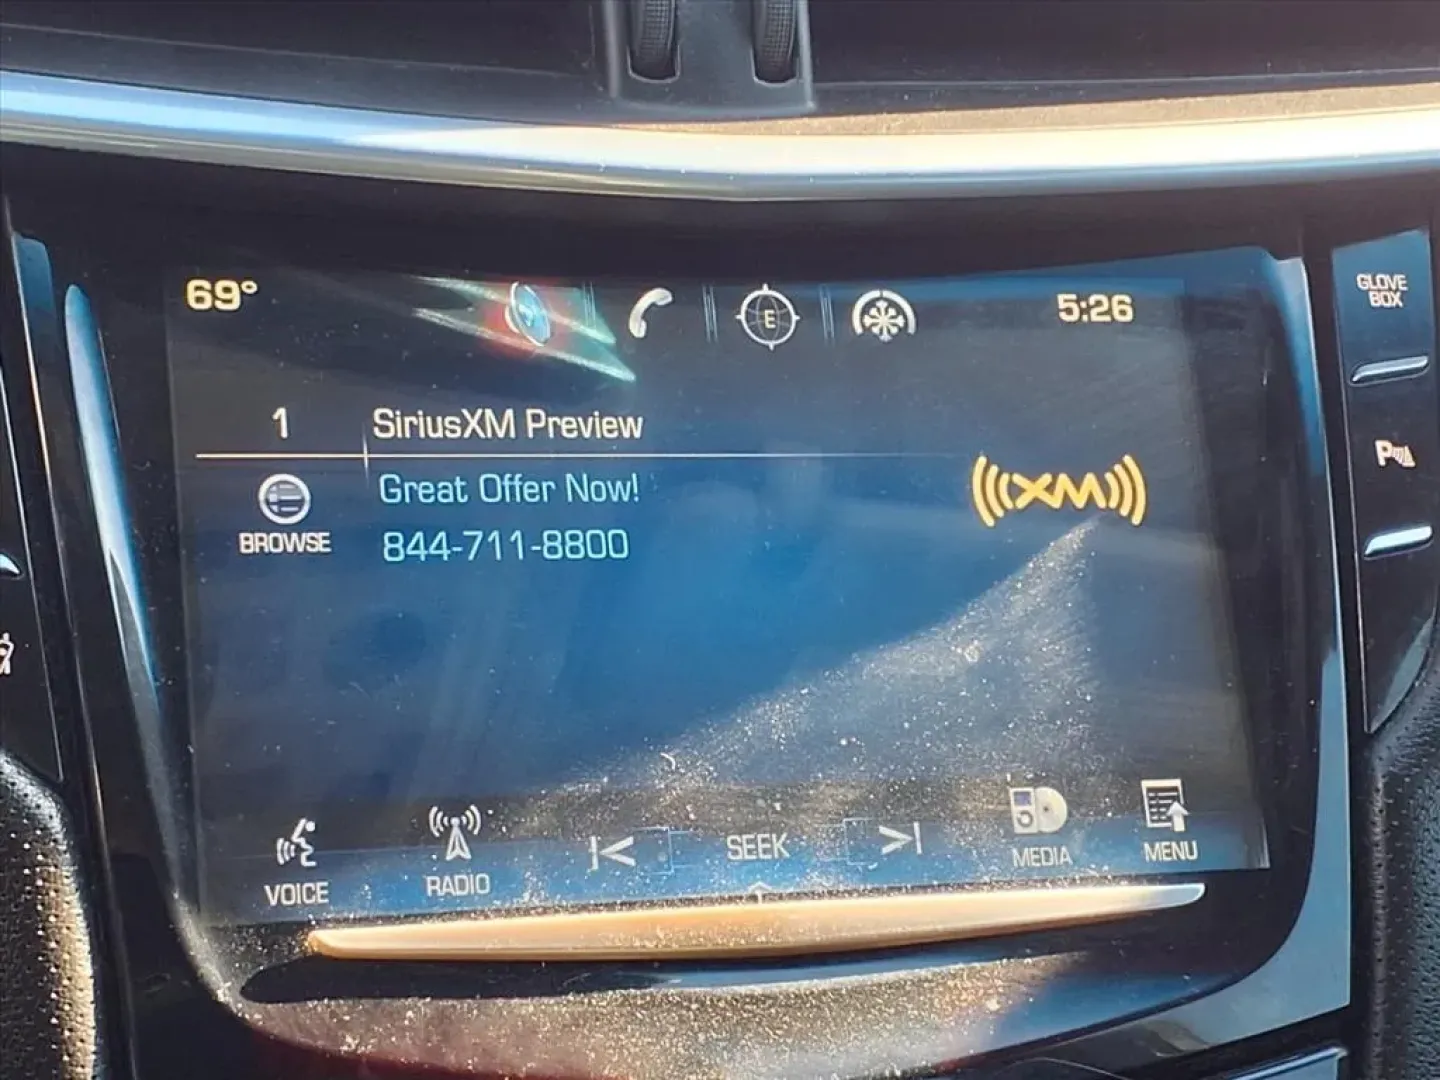 69°
E
5:26
GLOVE
BOX
1
SiriusXM Preview
Great Offer Now!
844-711-8800
BROWSE
XM
P
VOICE
RADIO
SEEK
MEDIA
MENU